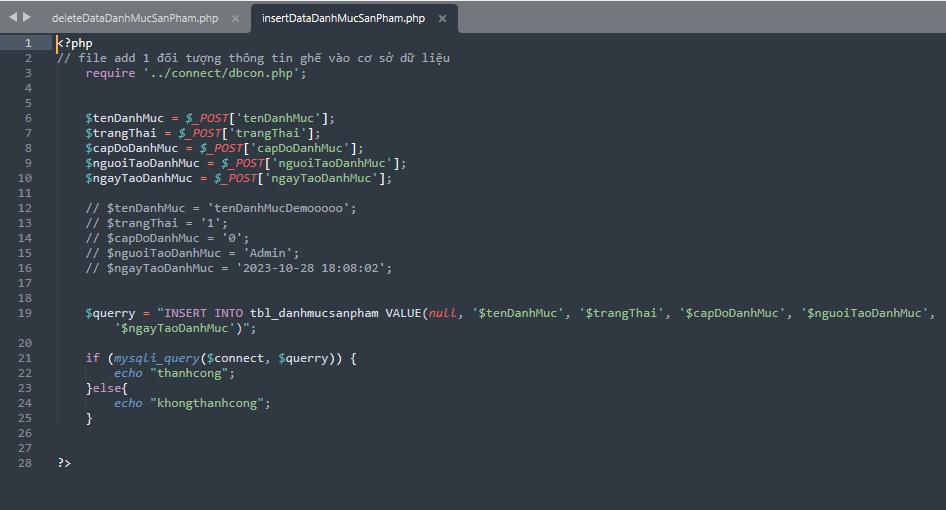 deleteDataDanhMucSanPham.php × insertDataDanhMucSanPham.php ×
1 <?php
2 // file add 1 đối tượng thông tin ghế vào cơ sở dữ liệu
3 require '../connect/dbcon.php';
4
5
6 $tenDanhMuc = $_POST['tenDanhMuc'];
7 $trangThai = $_POST['trangThai'];
8 $capDoDanhMuc = $_POST['capDoDanhMuc'];
9 $nguoiTaoDanhMuc = $_POST['nguoiTaoDanhMuc'];
10 $ngayTaoDanhMuc = $_POST['ngayTaoDanhMuc'];
11
12 // $tenDanhMuc = 'tenDanhMucDemooooo';
13 // $trangThai = '1';
14 // $capDoDanhMuc = '0';
15 // $nguoiTaoDanhMuc = 'Admin';
16 // $ngayTaoDanhMuc = '2023-10-28 18:08:02';
17
18
19 $querry = "INSERT INTO tbl_danhmucsanpham VALUE(null, '$tenDanhMuc', '$trangThai', '$capDoDanhMuc', '$nguoiTaoDanhMuc',
'$ngayTaoDanhMuc')";
20
21 if (mysqli_query($connect, $querry)) {
22 echo "thanhcong";
23 }else{
24 echo "khongthanhcong";
25 }
26
27
28 ?>